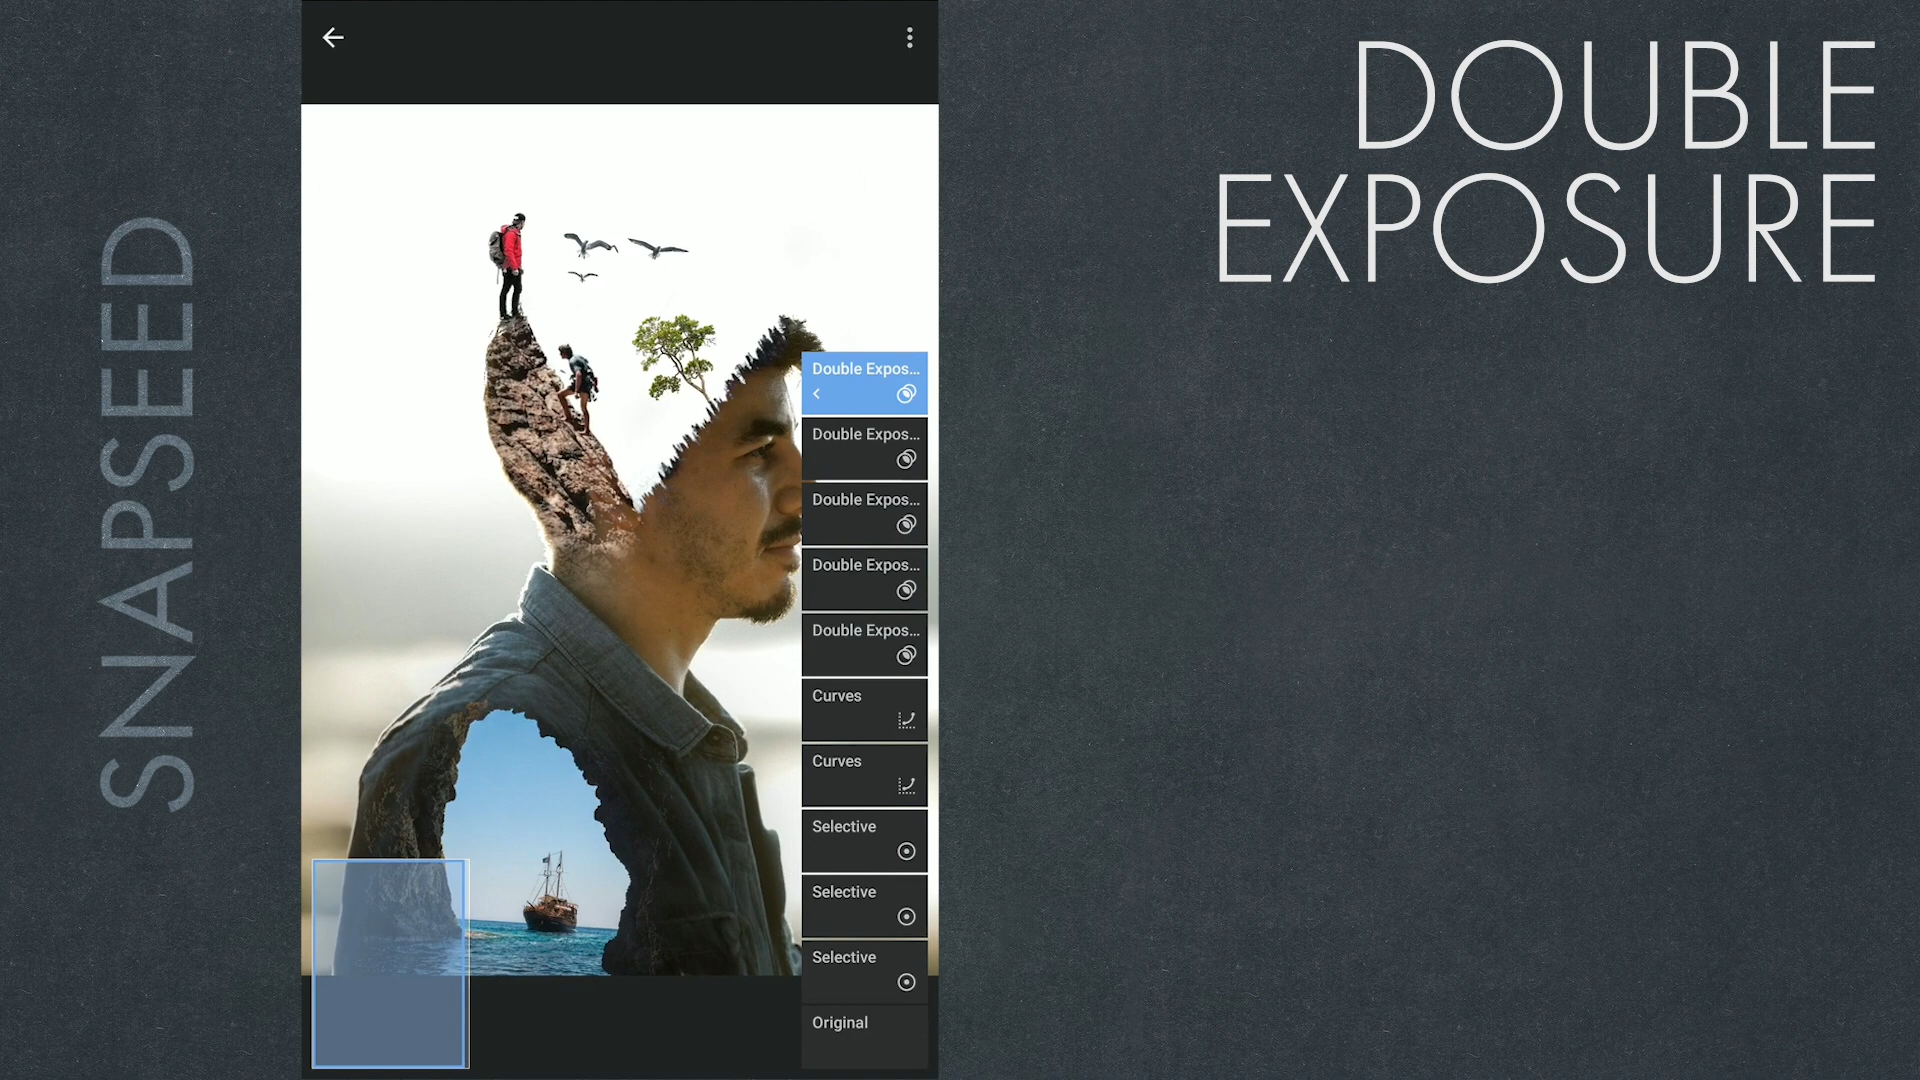 SNAPSEED
DOUBLE
EXPOSURE
Double Expos...
Double Expos...
Double Expos...
Double Expos...
Double Expos...
Curves
Curves
Selective
Selective
Selective
Original